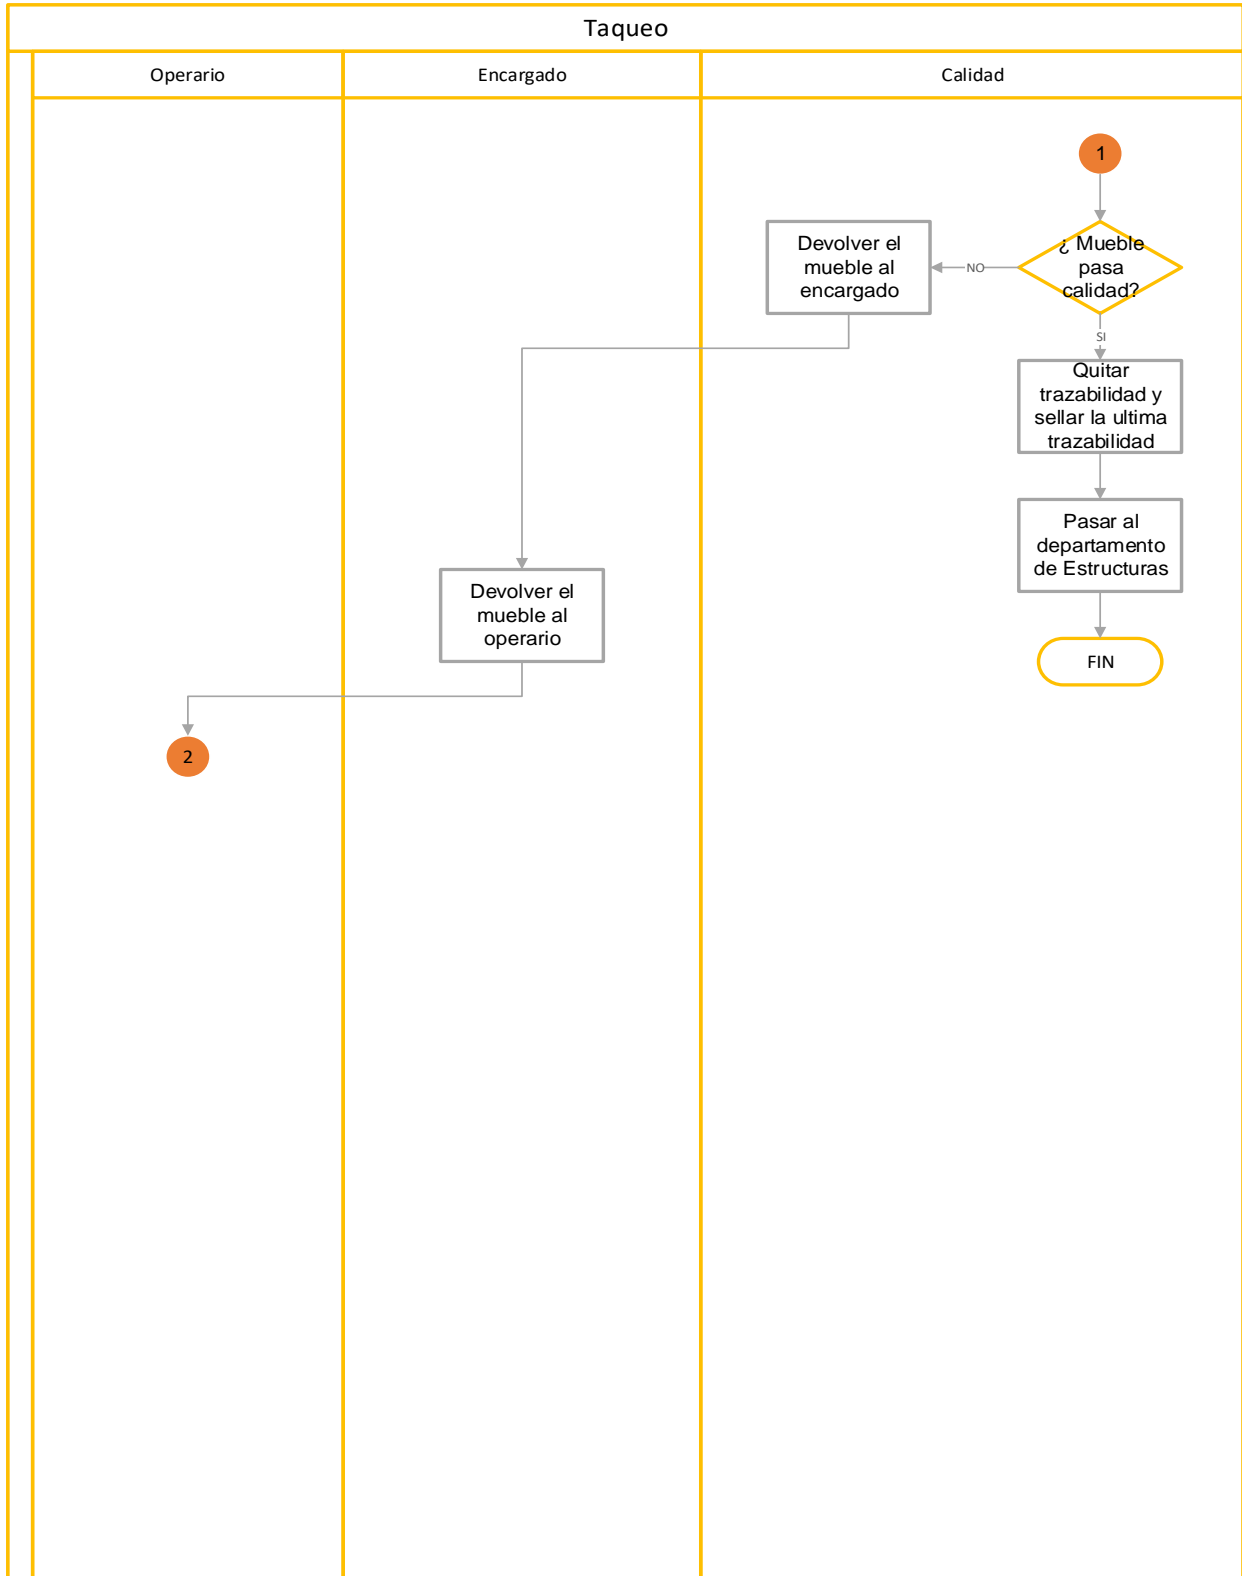 Taqueo
Operario
Encargado
Calidad
1
¿ Mueble
pasa
calidad?
NO
Devolver el
mueble al
encargado
SI
Quitar
trazabilidad y
sellar la ultima
trazabilidad
Pasar al
departamento
de Estructuras
FIN
Devolver el
mueble al
operario
2